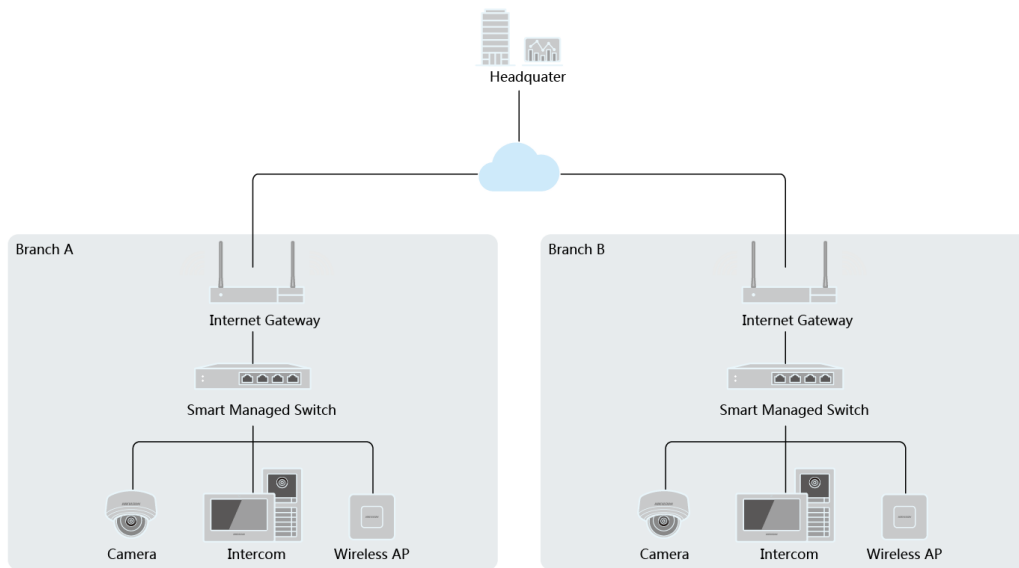 Headquater
Branch A
Branch B
Internet Gateway
Internet Gateway
Smart Managed Switch
Smart Managed Switch
Camera
Intercom
Wireless AP
Camera
Intercom
Wireless AP